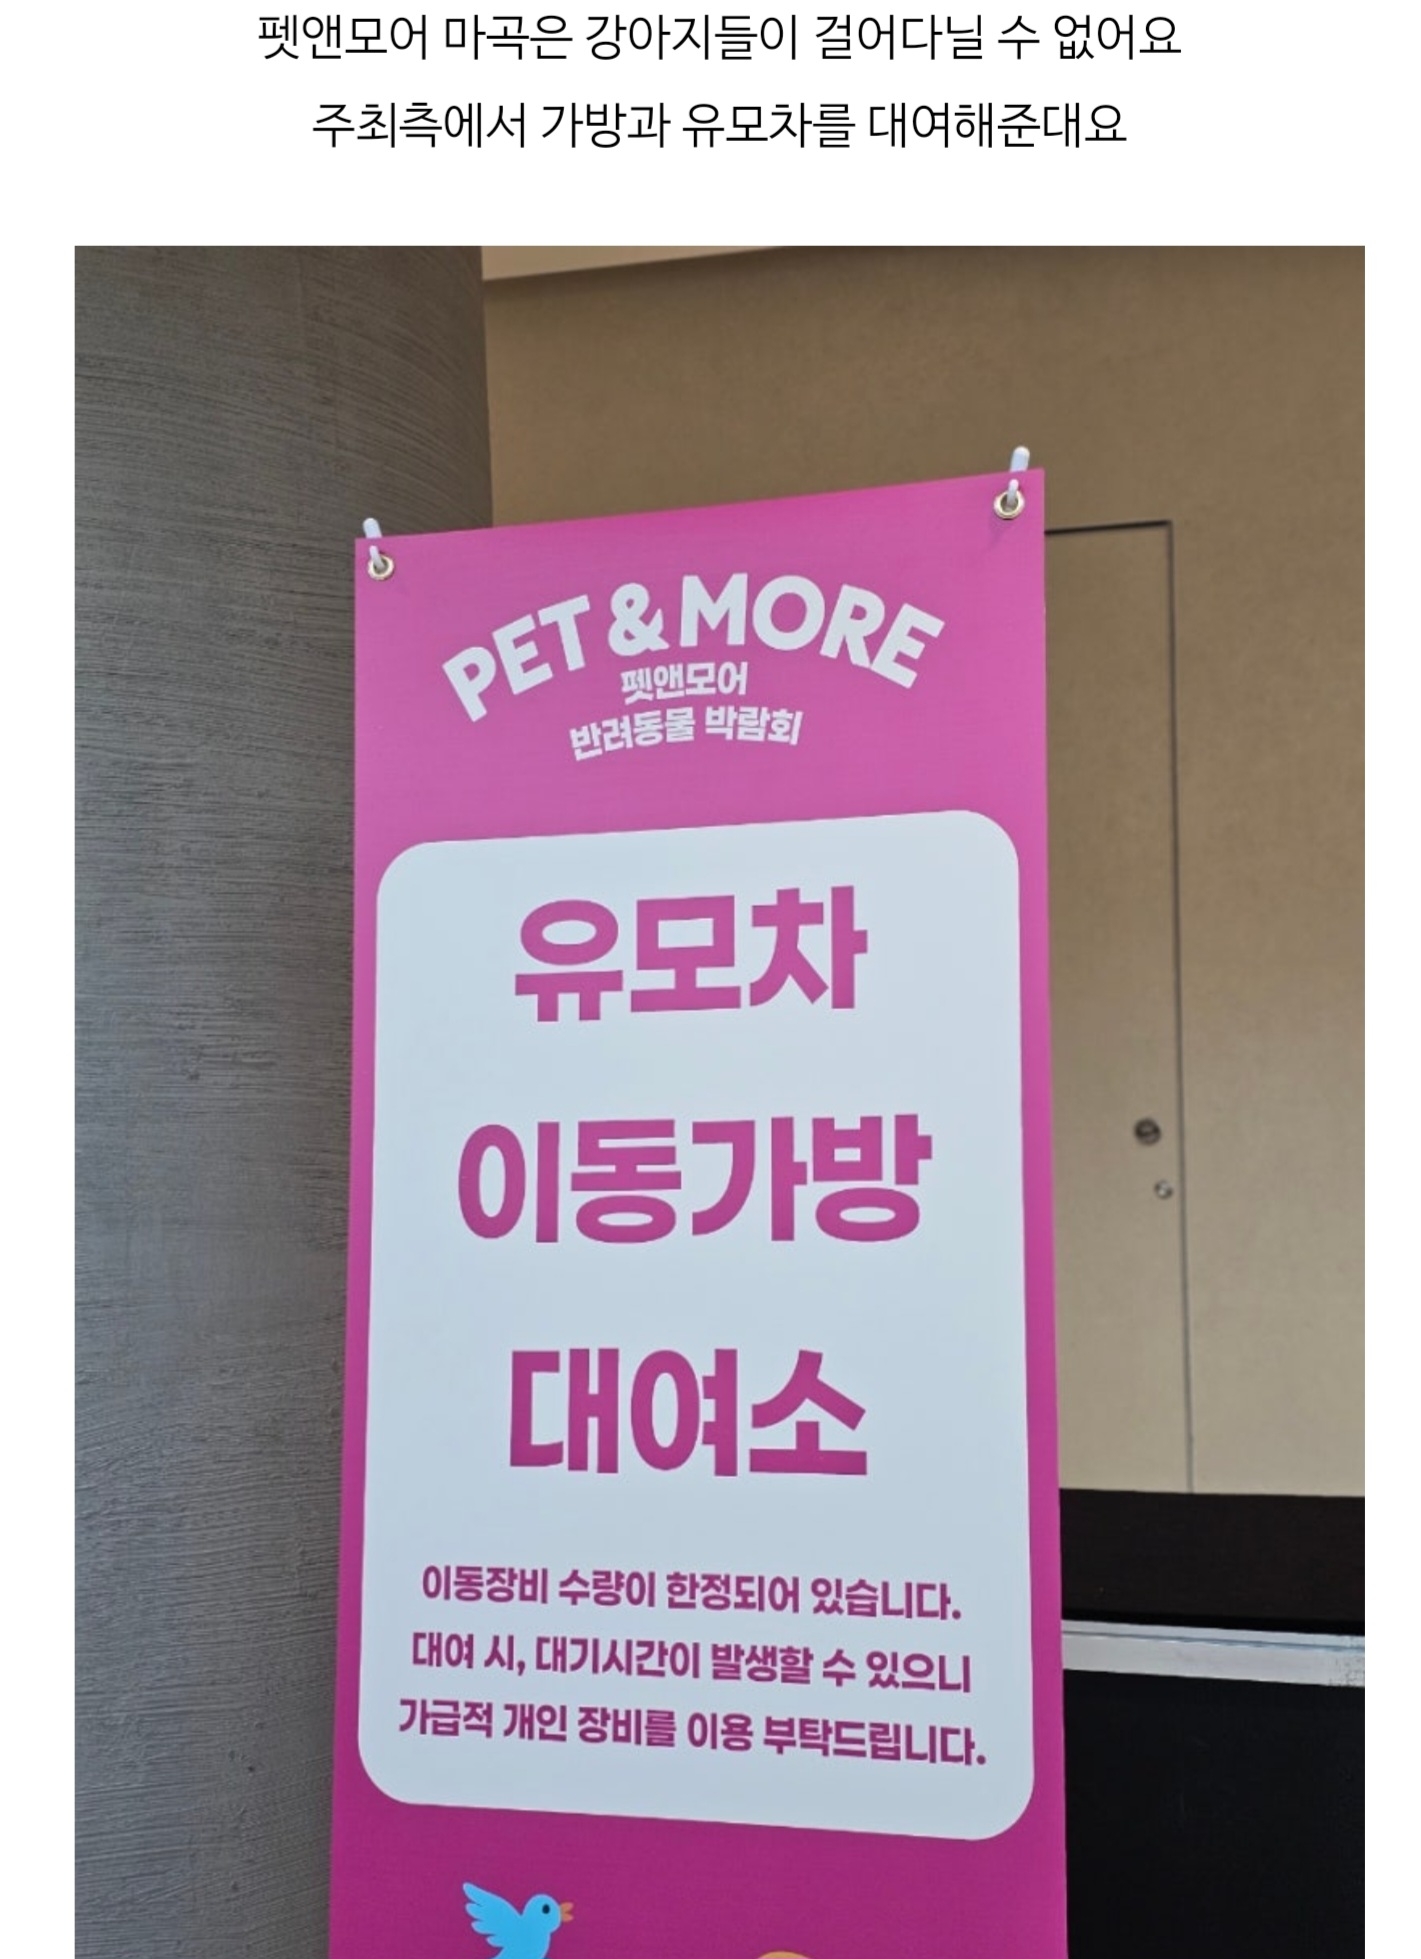 펫앤모어 마곡은 강아지들이 걸어다닐 수 없어요
주최측에서 가방과 유모차를 대여해준대요
PET & MORE
펫앤모어
반려동물 박람회
유모차
이동가방
대여소
이동장비 수량이 한정되어 있습니다.
대여 시, 대기시간이 발생할 수 있으니
가급적 개인 장비를 이용 부탁드립니다.